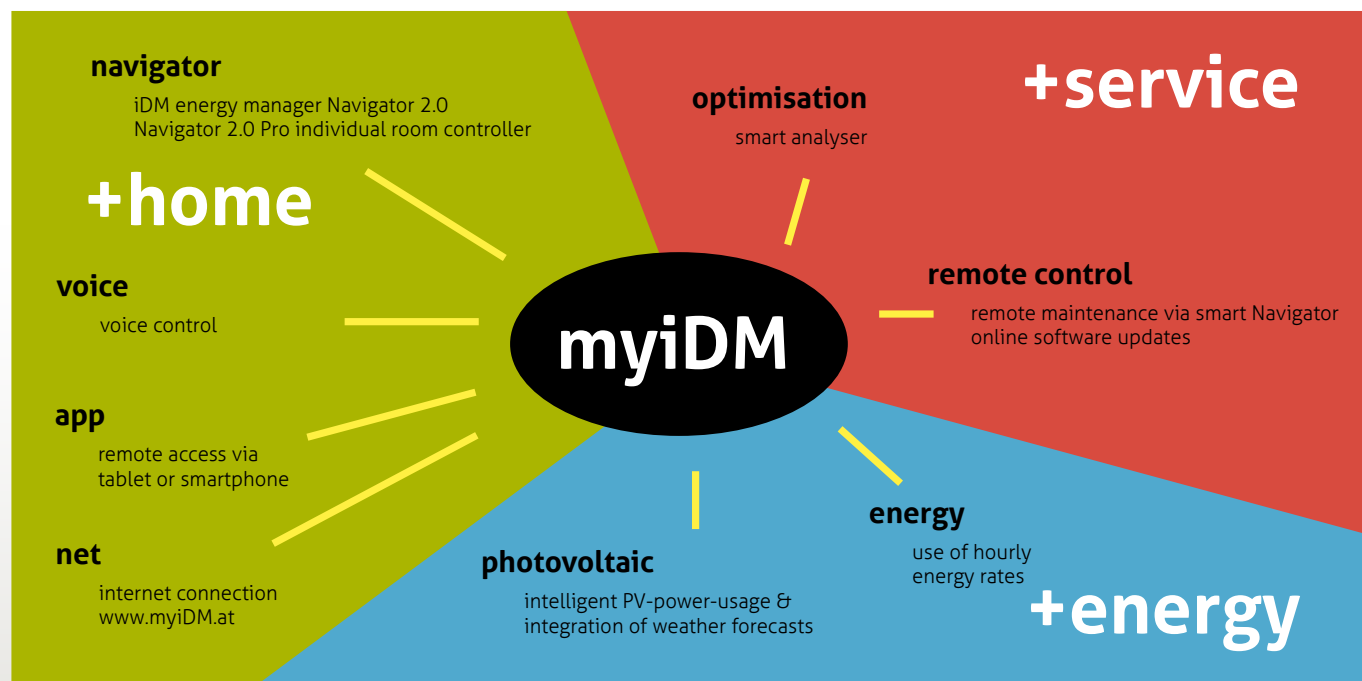 navigator
iDM energy manager Navigator 2.0
Navigator 2.0 Pro individual room controller
+home
voice
voice control
app
remote access via
tablet or smartphone
net
internet connection
www.myiDM.at
+service
optimisation
smart analyser
remote control
remote maintenance via smart Navigator
online software updates
myiDM
photovoltaic
intelligent PV-power-usage &
integration of weather forecasts
energy
use of hourly
energy rates
+energy